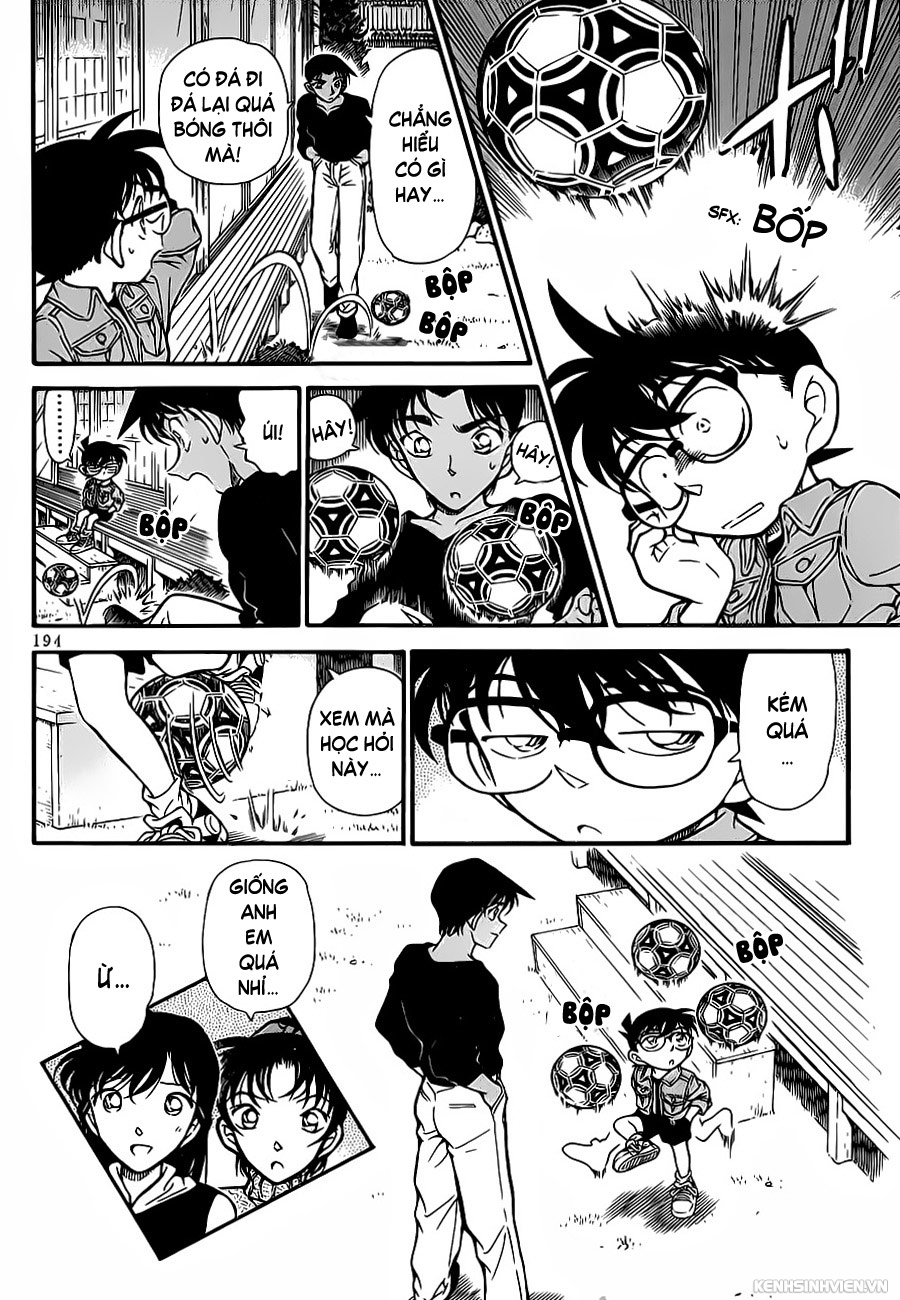 SFX: BỐP
CHẲNG
HIỂU
CÓ GÌ
HAY...
CÓ ĐÁ ĐI
ĐÁ LẠI QUẢ
BÓNG THÔI
MÀ!
BỘP
BỘP
HÂY!
BỘP
HÂY!
ÚI!
BỘP
........
194
KÉM
QUÁ
...
XEM MÀ
HỌC HỎI
NÀY...
BỘP
BỘP
GIỐNG
ANH
EM
QUÁ
NHỈ...
Ừ...
KENHSINHVIEN.VN